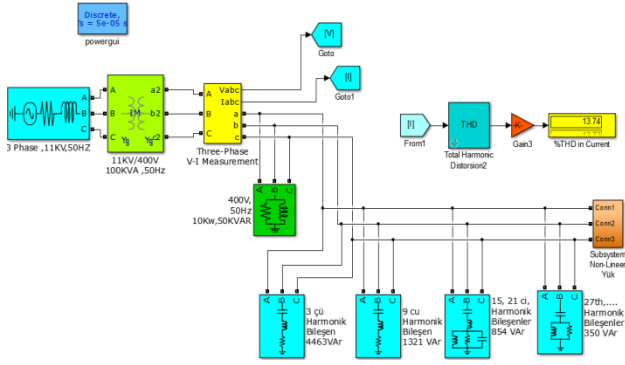 Discrete,
s = 5e-05 s
powergui
[V]
Goto
[I]
Goto1
A
B
C
3 Phase ,11KV,50HZ
A
B
C
a2
b2
c2
1M
Yg
Yg
11KV/400V
100KVA ,50Hz
A
B
C
Vabc
Iabc
a
b
c
Three-Phase
V-I Measurement
[I]
From1
THD
Total Harmonic
Distorsion2
-K-
Gain3
13.74
%THD in Current
400V,
50Hz
10Kw,50KVAR
A
B
C
Conn1
Conn2
Conn3
Subsystem
Non-Lineer
Yük
A
B
C
3 çü
Harmonik
Bileşen
4463VAr
A
B
C
9 cu
Harmonik
Bileşen
1321 VAr
A
B
C
15, 21 ci,
Harmonik
Bileşenler
854 VAr
A
B
C
27th,....
Harmonik
Bileşenler
350 VAr